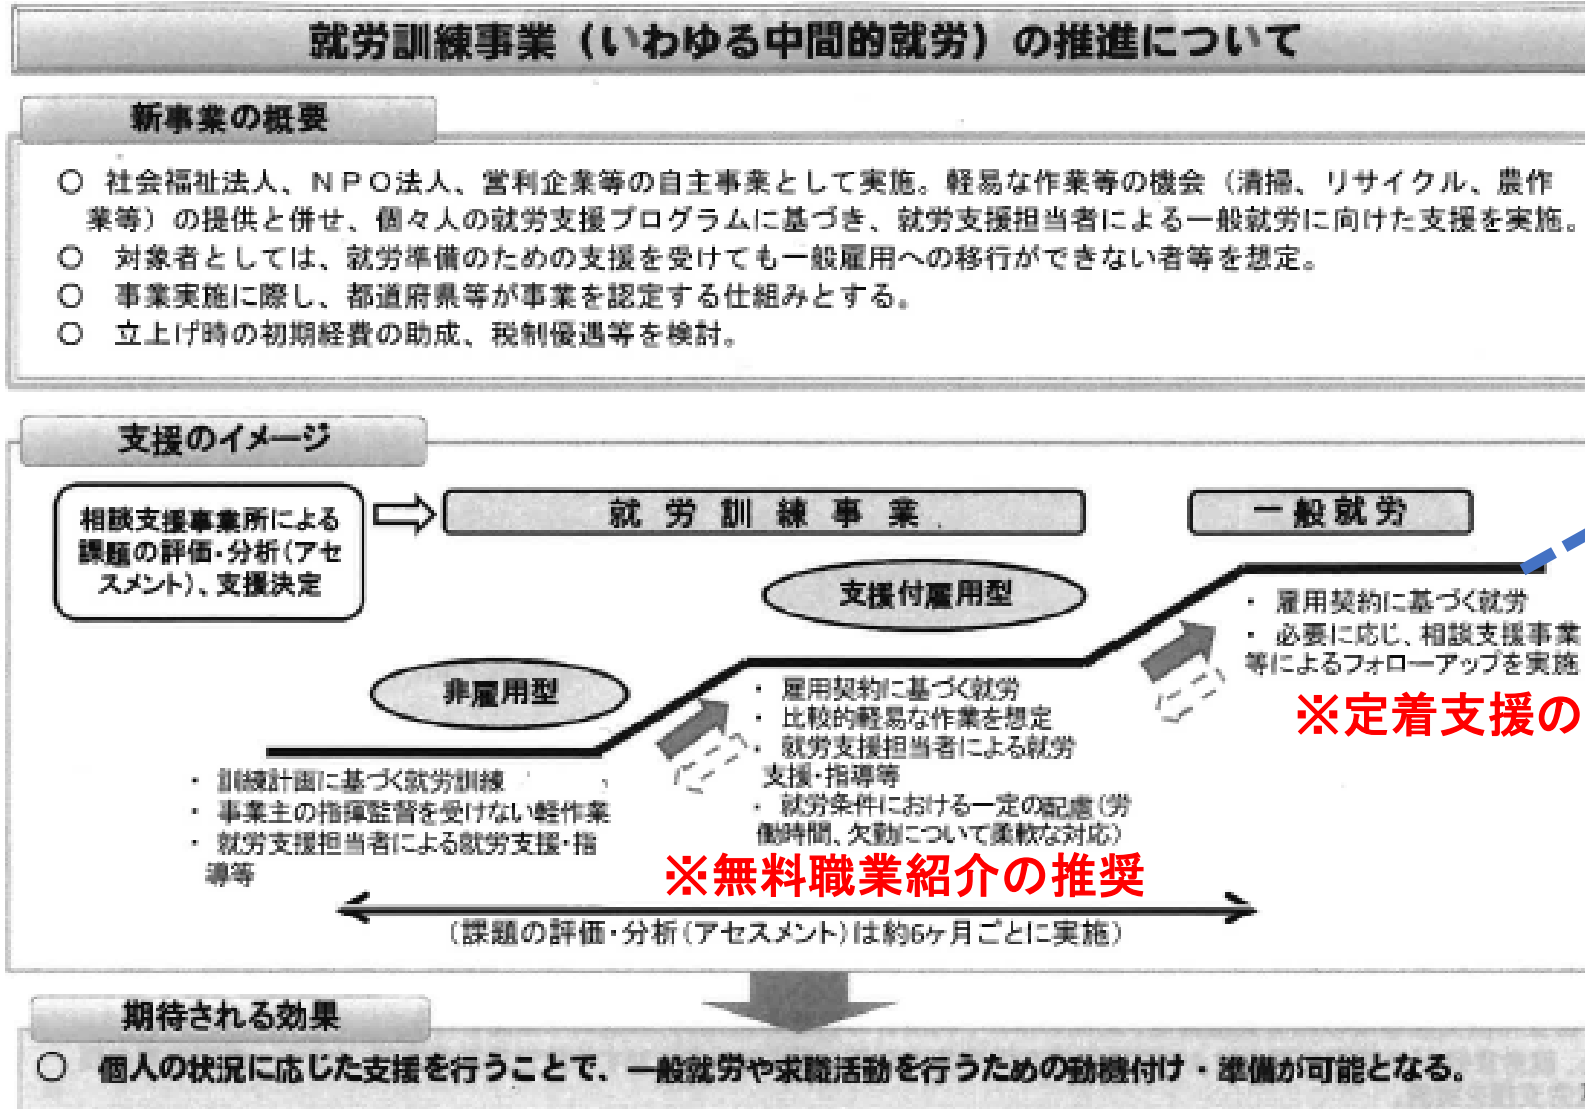 就労訓練事業（いわゆる中間的就労）の推進について
新事業の概要
○ 社会福祉法人、ＮＰＯ法人、営利企業等の自主事業として実施。軽易な作業等の機会（清掃、リサイクル、農作
業等）の提供と併せ、個々人の就労支援プログラムに基づき、就労支援担当者による一般就労に向けた支援を実施。
○ 対象者としては、就労準備のための支援を受けても一般雇用への移行ができない者等を想定。
○ 事業実施に際し、都道府県等が事業を認定する仕組みとする。
○ 立上げ時の初期経費の助成、税制優遇等を検討。
支援のイメージ
相談支援事業所による
課題の評価・分析（アセ
スメント）、支援決定
就労訓練事業
一般就労
支援付雇用型
非雇用型
・ 訓練計画に基づく就労訓練
・ 事業主の指揮監督を受けない軽作業
・ 就労支援担当者による就労支援・指
導等
・ 雇用契約に基づく就労
・ 比較的軽易な作業を想定
・ 就労支援担当者による就労
支援・指導等
・ 就労条件における一定の配慮（労
働時間、欠勤について柔軟な対応）
・ 雇用契約に基づく就労
・ 必要に応じ、相談支援事業
等によるフォローアップを実施
※定着支援の
※無料職業紹介の推奨
（課題の評価・分析（アセスメント）は約6ヶ月ごとに実施）
期待される効果
○ 個人の状況に応じた支援を行うことで、一般就労や求職活動を行うための動機付け・準備が可能となる。